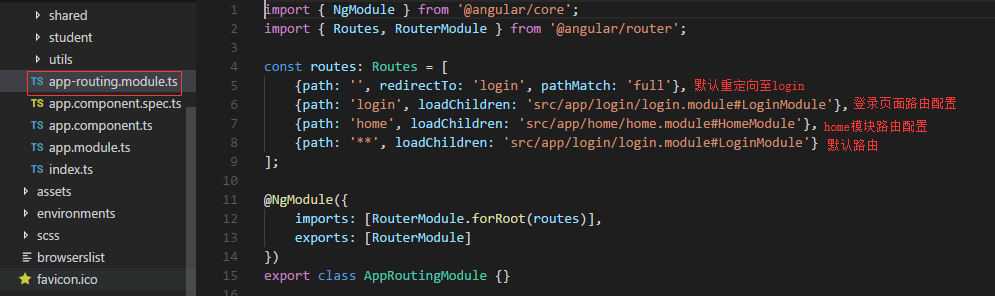 shared
student
utils
TS app-routing.module.ts
TS app.component.spec.ts
TS app.component.ts
TS app.module.ts
TS index.ts
assets
environments
scss
browserslist
favicon.ico
1 import { NgModule } from '@angular/core';
2 import { Routes, RouterModule } from '@angular/router';
3
4 const routes: Routes = [
5 {path: '', redirectTo: 'login', pathMatch: 'full'}, 默认重定向至login
6 {path: 'login', loadChildren: 'src/app/login/login.module#LoginModule'}, 登录页面路由配置
7 {path: 'home', loadChildren: 'src/app/home/home.module#HomeModule'}, home模块路由配置
8 {path: '**', loadChildren: 'src/app/login/login.module#LoginModule'} 默认路由
9 ];
10
11 @NgModule({
12 imports: [RouterModule.forRoot(routes)],
13 exports: [RouterModule]
14 })
15 export class AppRoutingModule {}
16